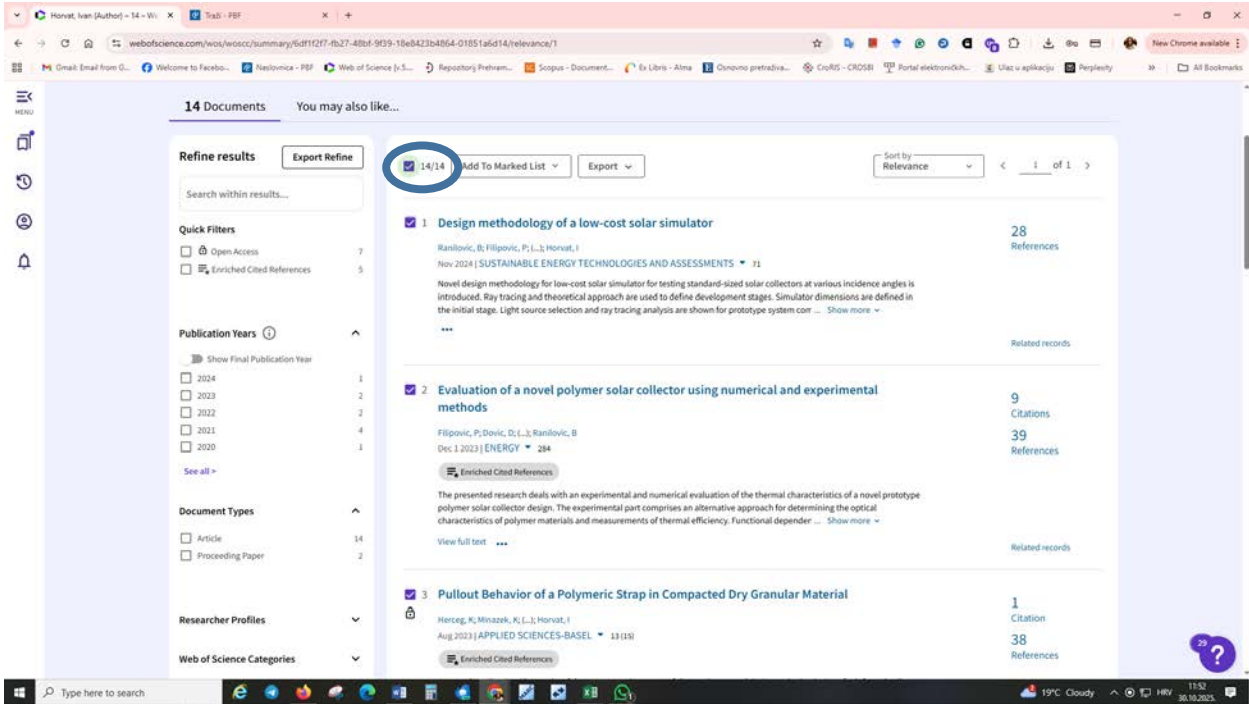 Horvat, Ivan (Author) – 14 – W
Traži - PBF
webofscience.com/wos/woscc/summary/6df1f2f7-fb27-48bf-9f39-18e8423b4864-01851a6d14/relevance/1
New Chrome available
Gmail: Email from G...
Welcome to Facebo...
Naslovnica - PBF
Web of Science [v.5...
Repozitorij Prehram...
Scopus - Document...
Ex Libris - Alma
Osnovno pretraživa...
CroRIS - CROSBI
Portal elektroničkih...
Ulaz u aplikaciju
Perplexity
All Bookmarks
MENU
14 Documents
You may also like...
Refine results
Export Refine
Search within results...
Quick Filters
Open Access 7
Enriched Cited References 5
Publication Years
Show Final Publication Year
2024 1
2023 2
2022 2
2021 4
2020 1
See all >
Document Types
Article 14
Proceeding Paper 2
Researcher Profiles
Web of Science Categories
14/14
Add To Marked List
Export
Sort by
Relevance
1 of 1
1 Design methodology of a low-cost solar simulator
Ranilovic, B; Filipovic, P; (...); Horvat, I
Nov 2024 | SUSTAINABLE ENERGY TECHNOLOGIES AND ASSESSMENTS 71
Novel design methodology for low-cost solar simulator for testing standard-sized solar collectors at various incidence angles is
introduced. Ray tracing and theoretical approach are used to define development stages. Simulator dimensions are defined in
the initial stage. Light source selection and ray tracing analysis are shown for prototype system com ... Show more
28
References
Related records
2 Evaluation of a novel polymer solar collector using numerical and experimental
methods
Filipovic, P; Dovic, D; (...); Ranilovic, B
Dec 1 2023 | ENERGY 284
Enriched Cited References
The presented research deals with an experimental and numerical evaluation of the thermal characteristics of a novel prototype
polymer solar collector design. The experimental part comprises an alternative approach for determining the optical
characteristics of polymer materials and measurements of thermal efficiency. Functional depender ... Show more
View full text
9
Citations
39
References
Related records
3 Pullout Behavior of a Polymeric Strap in Compacted Dry Granular Material
Herceg, K; Minazek, K; (...); Horvat, I
Aug 2023 | APPLIED SCIENCES-BASEL 13 (15)
Enriched Cited References
1
Citation
38
References
29
?
Type here to search
19°C Cloudy
HRV
11:52
30.10.2025.